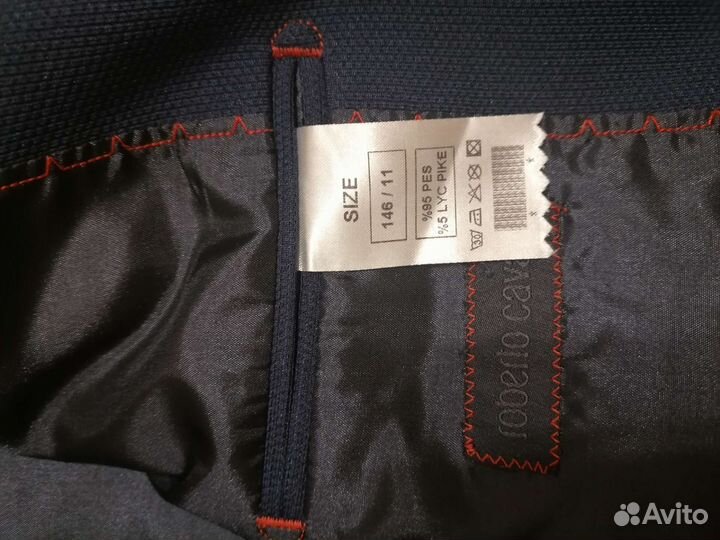 SIZE
146 / 11
%95 PES
%5 LYC PIKE
roberto cav
Avito